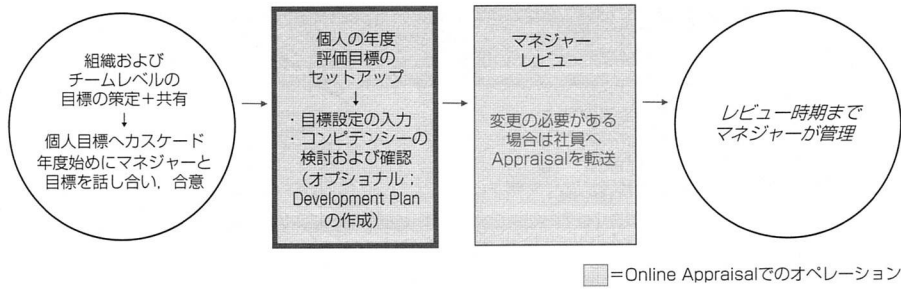 組織および
チームレベルの
目標の策定＋共有
↓
個人目標へカスケード
年度始めにマネジャーと
目標を話し合い，合意
個人の年度
評価目標の
セットアップ
↓
・目標設定の入力
・コンピテンシーの
検討および確認
（オプショナル；
Development Plan
の作成）
マネジャー
レビュー
変更の必要がある
場合は社員へ
Appraisalを転送
レビュー時期まで
マネジャーが管理
=Online Appraisalでのオペレーション